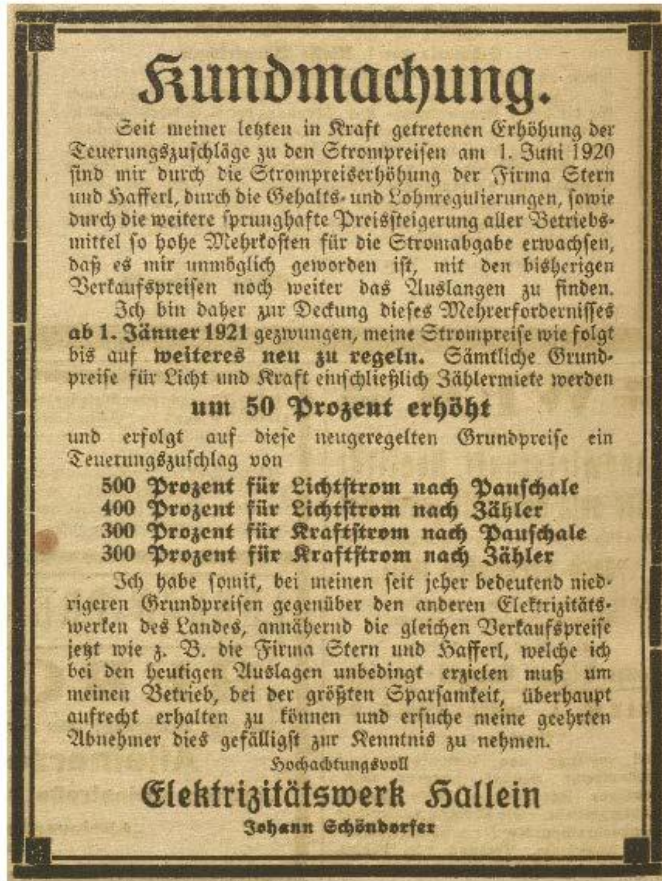 Kundmachung.
Seit meiner letzten in Kraft getretenen Erhöhung der
Teuerungszuschläge zu den Strompreisen am 1. Juni 1920
sind mir durch die Strompreiserhöhung der Firma Stern
und Hafferl, durch die Gehalts- und Lohnregulierungen, sowie
durch die weitere sprunghafte Preissteigerung aller Betriebs-
mittel so hohe Mehrkosten für die Stromabgabe erwachsen,
daß es mir unmöglich geworden ist, mit den bisherigen
Verkaufspreisen noch weiter das Auslangen zu finden.
Ich bin daher zur Deckung dieses Mehrerfordernisses
ab 1. Jänner 1921 gezwungen, meine Strompreise wie folgt
bis auf weiteres neu zu regeln. Sämtliche Grund-
preise für Licht und Kraft einschließlich Zählermiete werden
um 50 Prozent erhöht
und erfolgt auf diese neugeregelten Grundpreise ein
Teuerungszuschlag von
500 Prozent für Lichtstrom nach Pauschale
400 Prozent für Lichtstrom nach Zähler
300 Prozent für Kraftstrom nach Pauschale
300 Prozent für Kraftstrom nach Zähler
Ich habe somit, bei meinen seit jeher bedeutend nied-
rigeren Grundpreisen gegenüber den anderen Elektrizitäts-
werken des Landes, annähernd die gleichen Verkaufspreise
jetzt wie z. B. die Firma Stern und Hafferl, welche ich
bei den heutigen Auslagen unbedingt erzielen muß um
meinen Betrieb, bei der größten Sparsamkeit, überhaupt
aufrecht erhalten zu können und ersuche meine geehrten
Abnehmer dies gefälligst zur Kenntnis zu nehmen.
Hochachtungsvoll
Elektrizitätswerk Hallein
Johann Schöndorfer